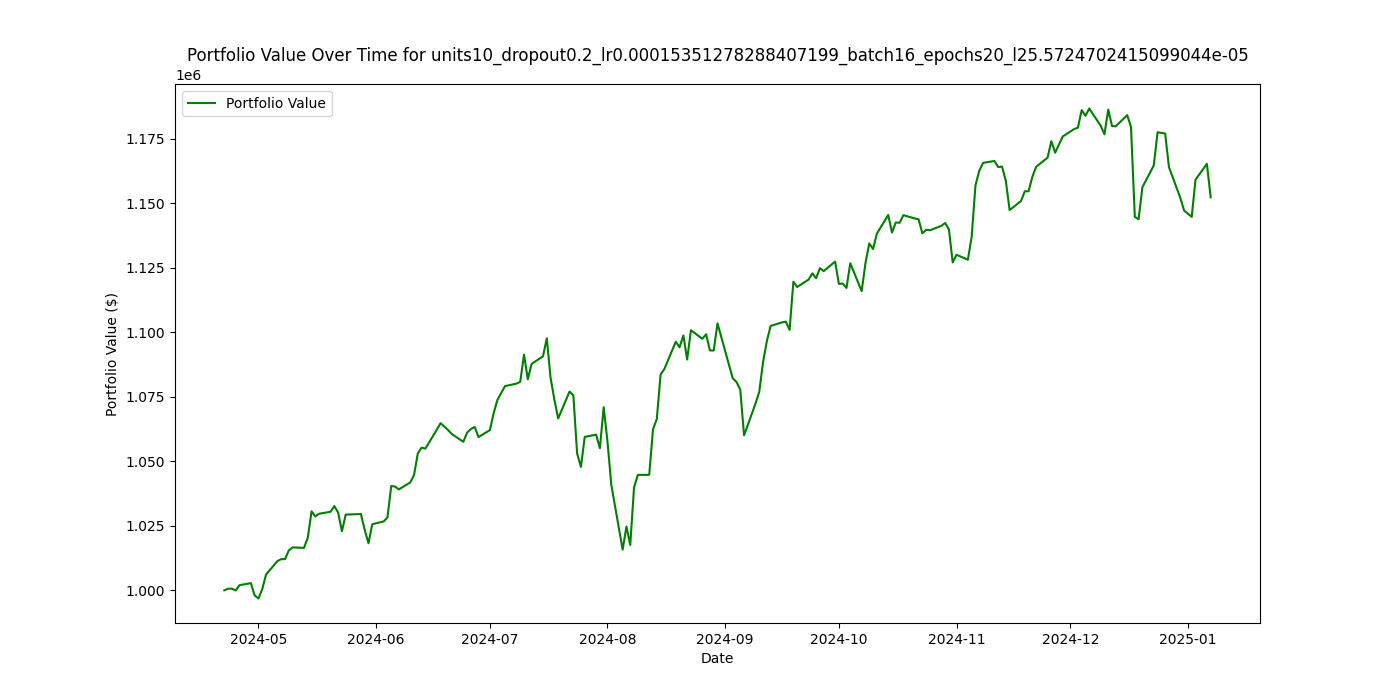 Portfolio Value Over Time for units10_dropout0.2_lr0.00015351278288407199_batch16_epochs20_l25.5724702415099044e-05
1e6
Portfolio Value
1.175
1.150
1.125
1.100
1.075
1.050
1.025
1.000
Portfolio Value ($)
2024-05 2024-06 2024-07 2024-08 2024-09 2024-10 2024-11 2024-12 2025-01
Date